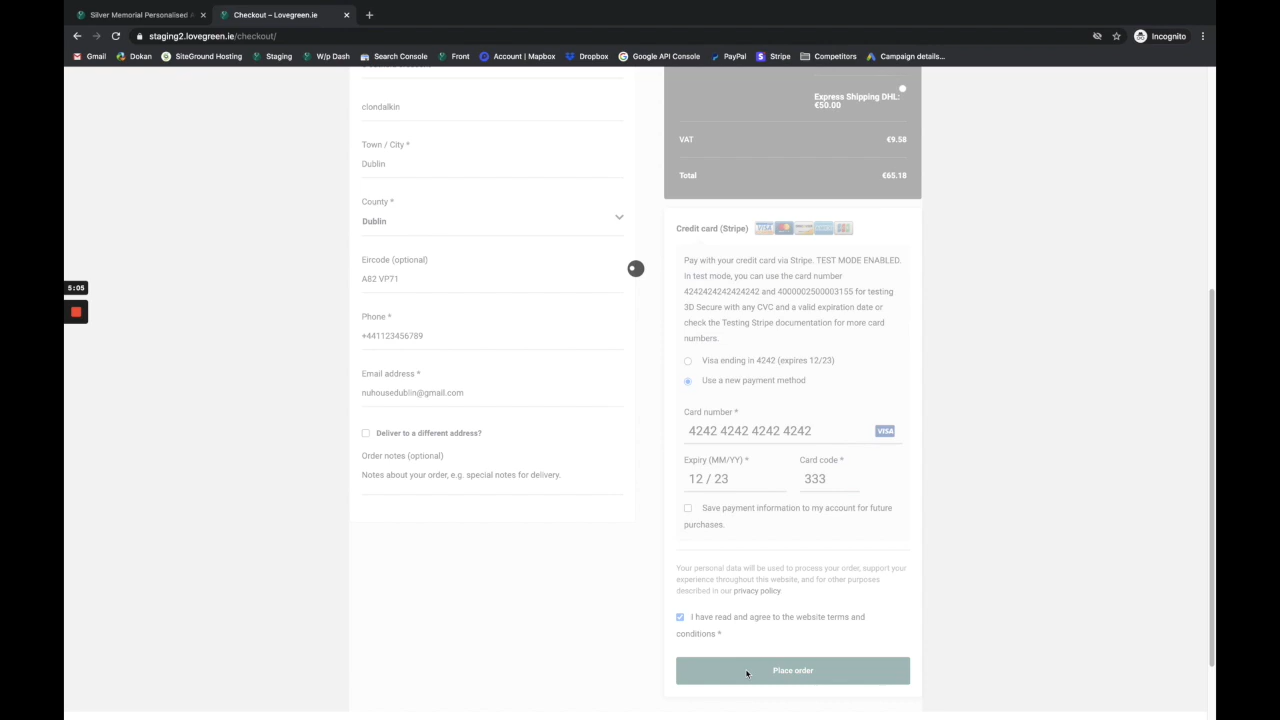 Silver Memorial Personalised A
Checkout – Lovegreen.ie
staging2.lovegreen.ie/checkout/
Incognito
Gmail
Dokan
SiteGround Hosting
Staging
W/p Dash
Search Console
Front
Account | Mapbox
Dropbox
Google API Console
PayPal
Stripe
Competitors
Campaign details...
clondalkin
Town / City *
Dublin
County *
Dublin
Eircode (optional)
A82 VP71
Phone *
+441123456789
Email address *
nuhousedublin@gmail.com
Deliver to a different address?
Order notes (optional)
Notes about your order, e.g. special notes for delivery.
5:05
Express Shipping DHL:
€50.00
VAT €9.58
Total €65.18
Credit card (Stripe) VISA
Pay with your credit card via Stripe. TEST MODE ENABLED.
In test mode, you can use the card number
4242424242424242 and 4000002500003155 for testing
3D Secure with any CVC and a valid expiration date or
check the Testing Stripe documentation for more card
numbers.
Visa ending in 4242 (expires 12/23)
Use a new payment method
Card number *
4242 4242 4242 4242 VISA
Expiry (MM/YY) * Card code *
12 / 23 333
Save payment information to my account for future
purchases.
Your personal data will be used to process your order, support your
experience throughout this website, and for other purposes
described in our privacy policy
I have read and agree to the website terms and
conditions *
Place order